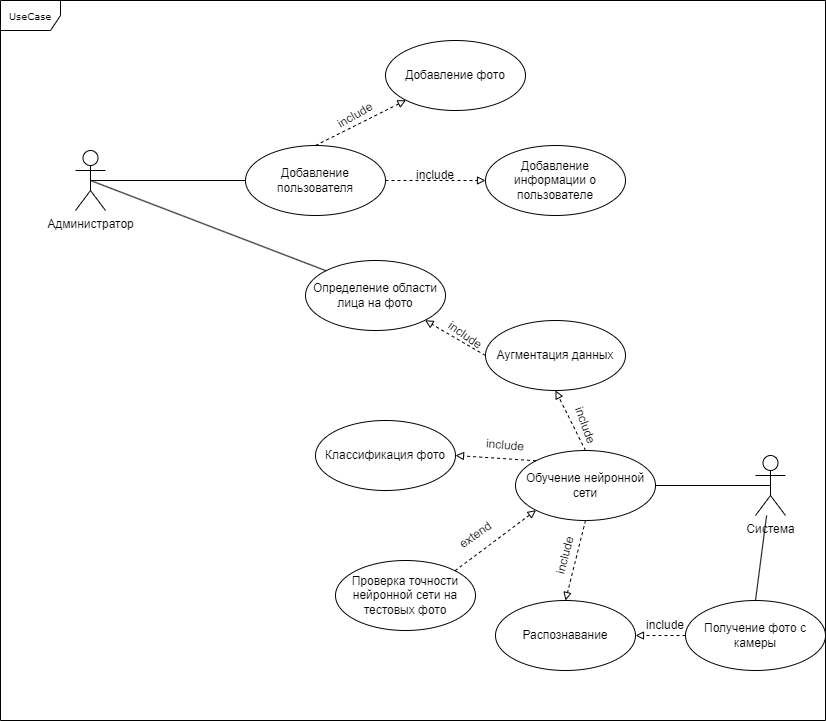 UseCase
Добавление фото
include
Добавление
пользователя
include
Добавление
информации о
пользователе
Администратор
Определение области
лица на фото
include
Аугментация данных
include
Классификация фото
include
Обучение нейронной
сети
Система
extend
include
Проверка точности
нейронной сети на
тестовых фото
Распознавание
include
Получение фото с
камеры